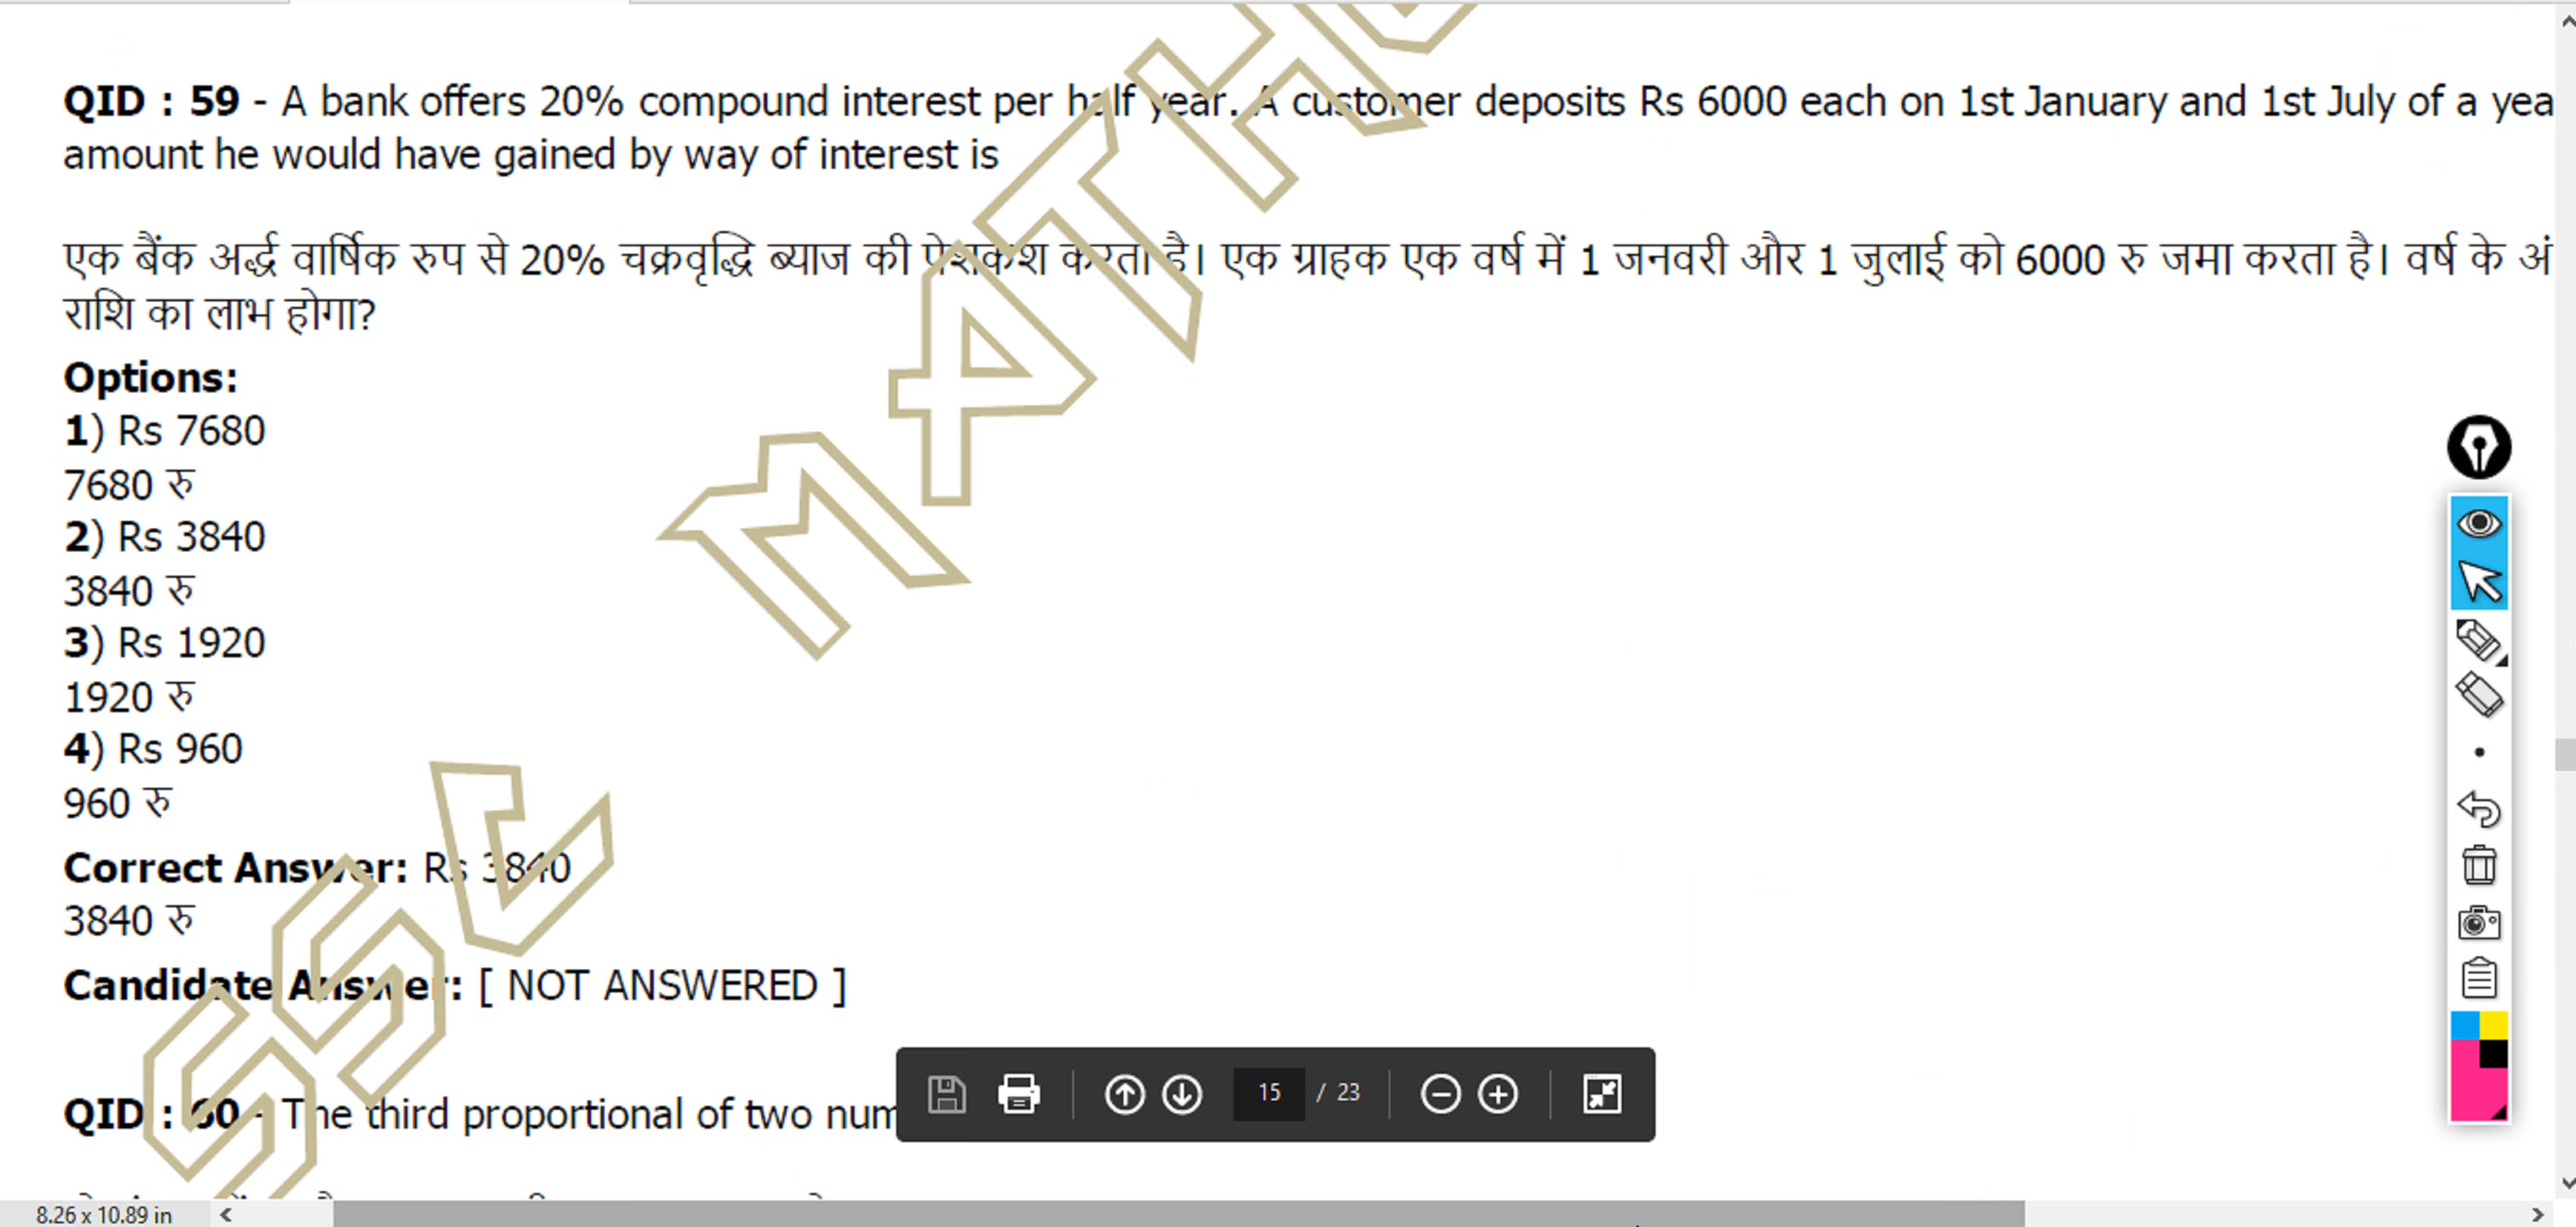 QID : 59 - A bank offers 20% compound interest per half year. A customer deposits Rs 6000 each on 1st January and 1st July of a yea
amount he would have gained by way of interest is
एक बैंक अर्द्ध वार्षिक रुप से 20% चक्रवृद्धि ब्याज की पेशकश करता है। एक ग्राहक एक वर्ष में 1 जनवरी और 1 जुलाई को 6000 रु जमा करता है। वर्ष के अं
राशि का लाभ होगा?
Options:
1) Rs 7680
7680 रु
2) Rs 3840
3840 रु
3) Rs 1920
1920 रु
4) Rs 960
960 रु
Correct Answer: Rs 3840
3840 रु
Candidate Answer: [ NOT ANSWERED ]
QID : 60 - The third proportional of two num
15 / 23
8.26 x 10.89 in
SSC MATH